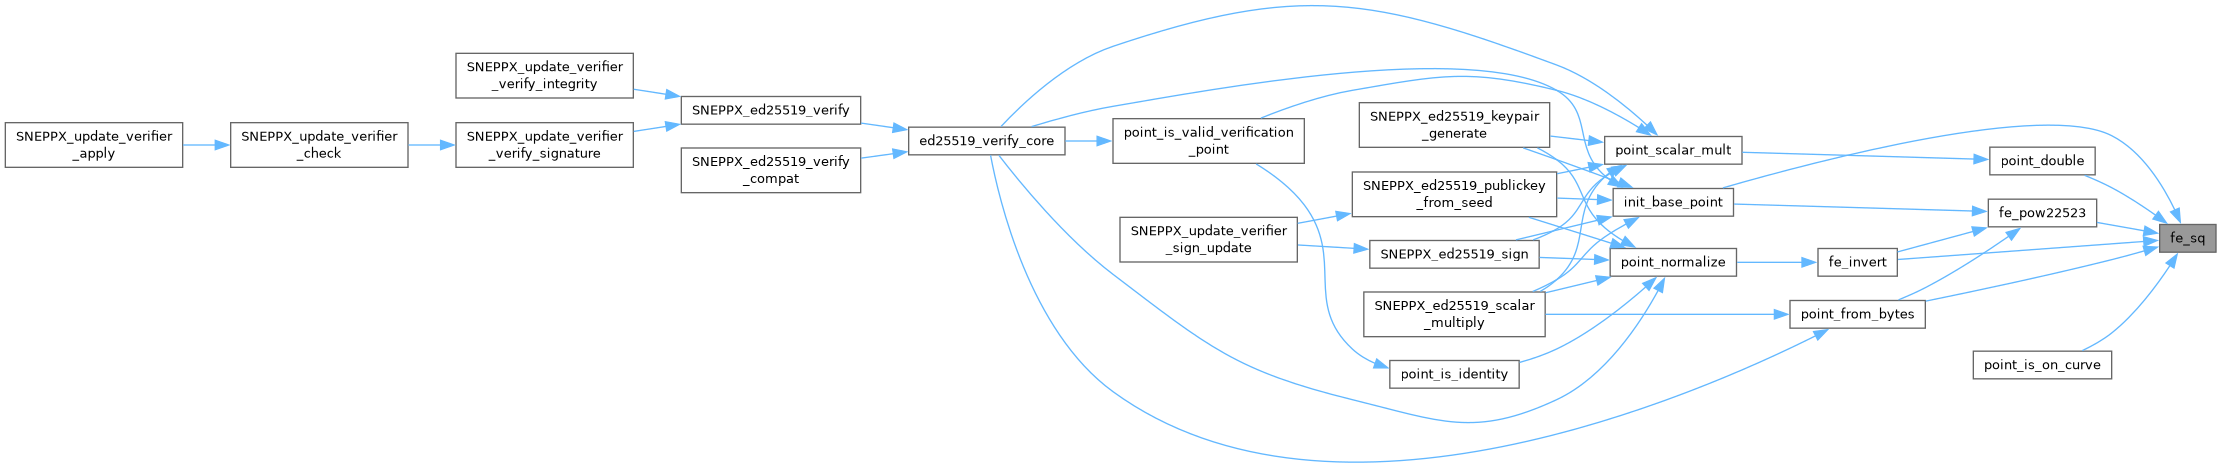 SNEPPX_update_verifier
_apply
SNEPPX_update_verifier
_check
SNEPPX_update_verifier
_verify_integrity
SNEPPX_update_verifier
_verify_signature
SNEPPX_ed25519_verify
SNEPPX_ed25519_verify
_compat
ed25519_verify_core
point_is_valid_verification
_point
SNEPPX_update_verifier
_sign_update
SNEPPX_ed25519_keypair
_generate
SNEPPX_ed25519_publickey
_from_seed
SNEPPX_ed25519_sign
SNEPPX_ed25519_scalar
_multiply
point_is_identity
point_scalar_mult
init_base_point
point_normalize
fe_invert
point_from_bytes
point_double
fe_pow22523
point_is_on_curve
fe_sq